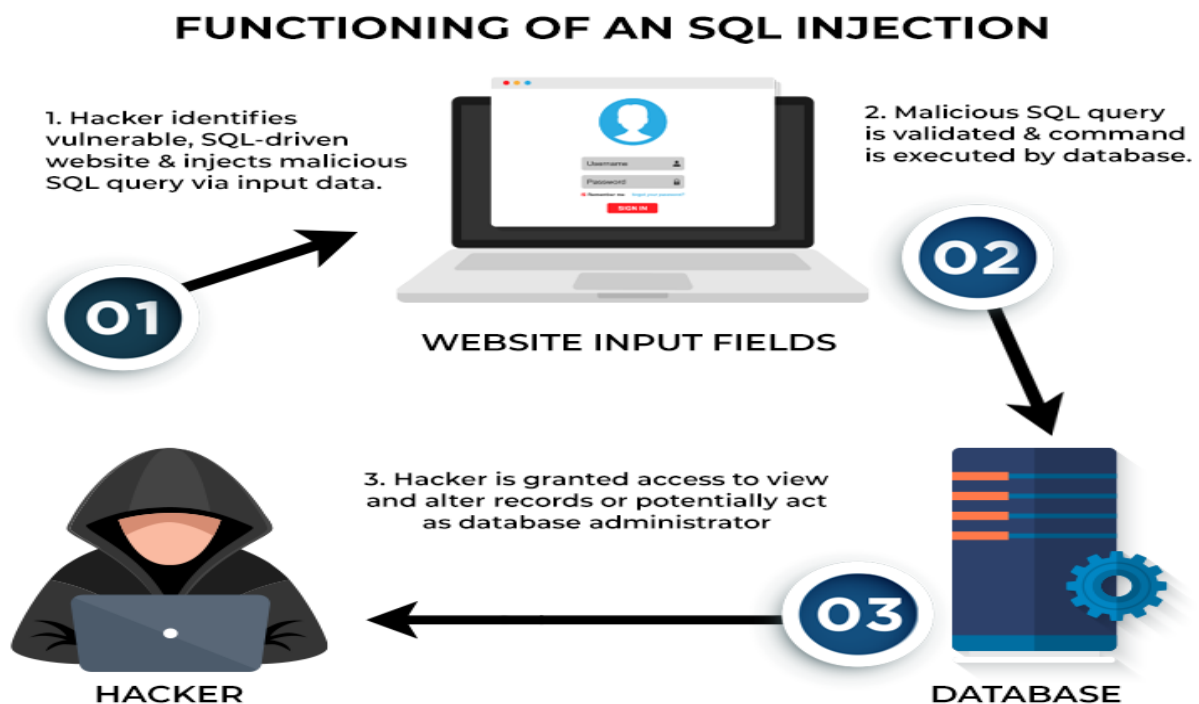 FUNCTIONING OF AN SQL INJECTION
1. Hacker identifies
vulnerable, SQL-driven
website & injects malicious
SQL query via input data.
01
Username
Password
Remember me Forgot your password?
SIGN IN
WEBSITE INPUT FIELDS
2. Malicious SQL query
is validated & command
is executed by database.
02
3. Hacker is granted access to view
and alter records or potentially act
as database administrator
03
HACKER
DATABASE